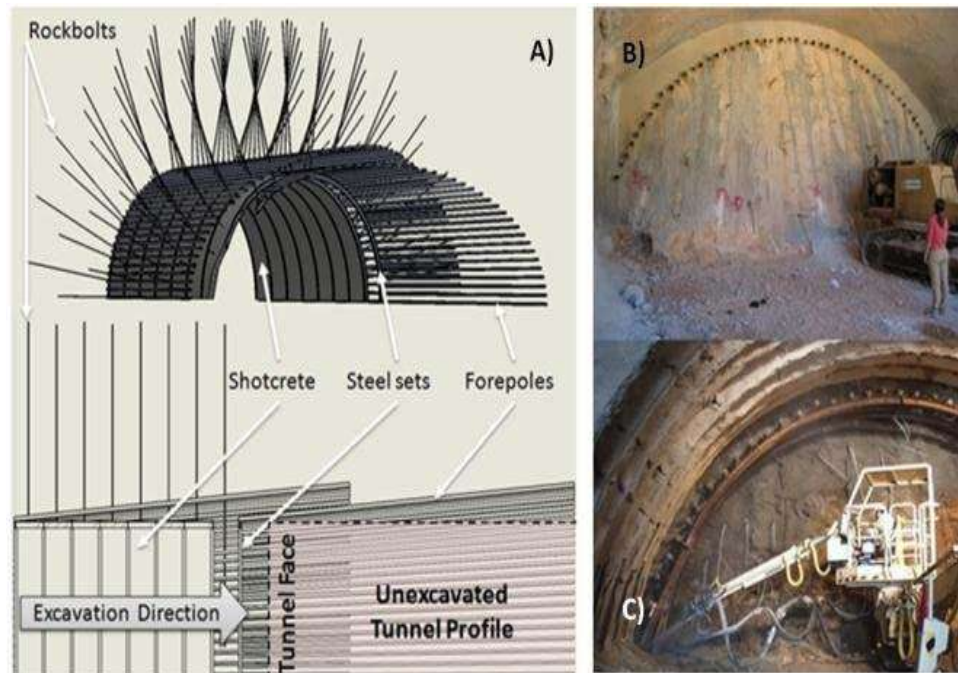 Rockbolts
A)
B)
Shotcrete
Steel sets
Forepoles
Excavation Direction
Tunnel Face
Unexcavated
Tunnel Profile
C)